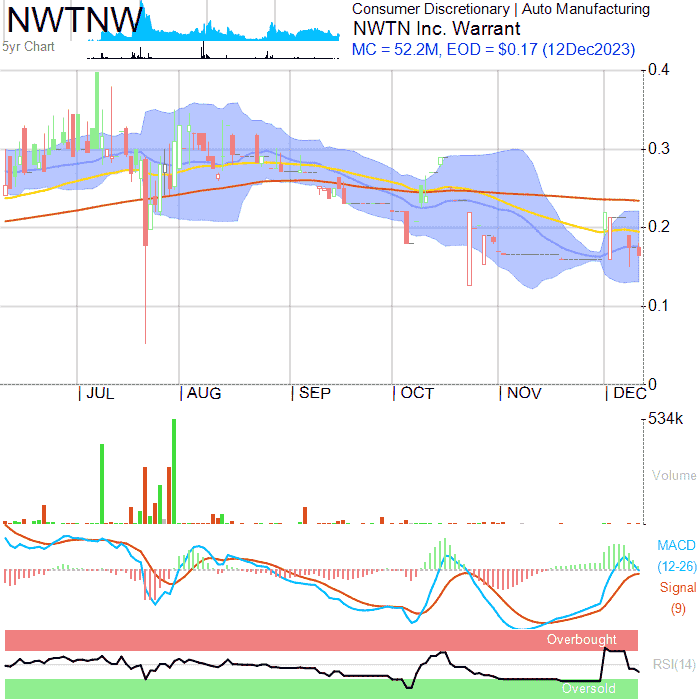 NWTNW
5yr Chart
Consumer Discretionary | Auto Manufacturing
NWTN Inc. Warrant
MC = 52.2M, EOD = $0.17 (12Dec2023)
0.4
0.3
0.2
0.1
0
| JUL | AUG | SEP | OCT | NOV | DEC
534k
Volume
MACD
(12-26)
Signal
(9)
Overbought
RSI(14)
Oversold